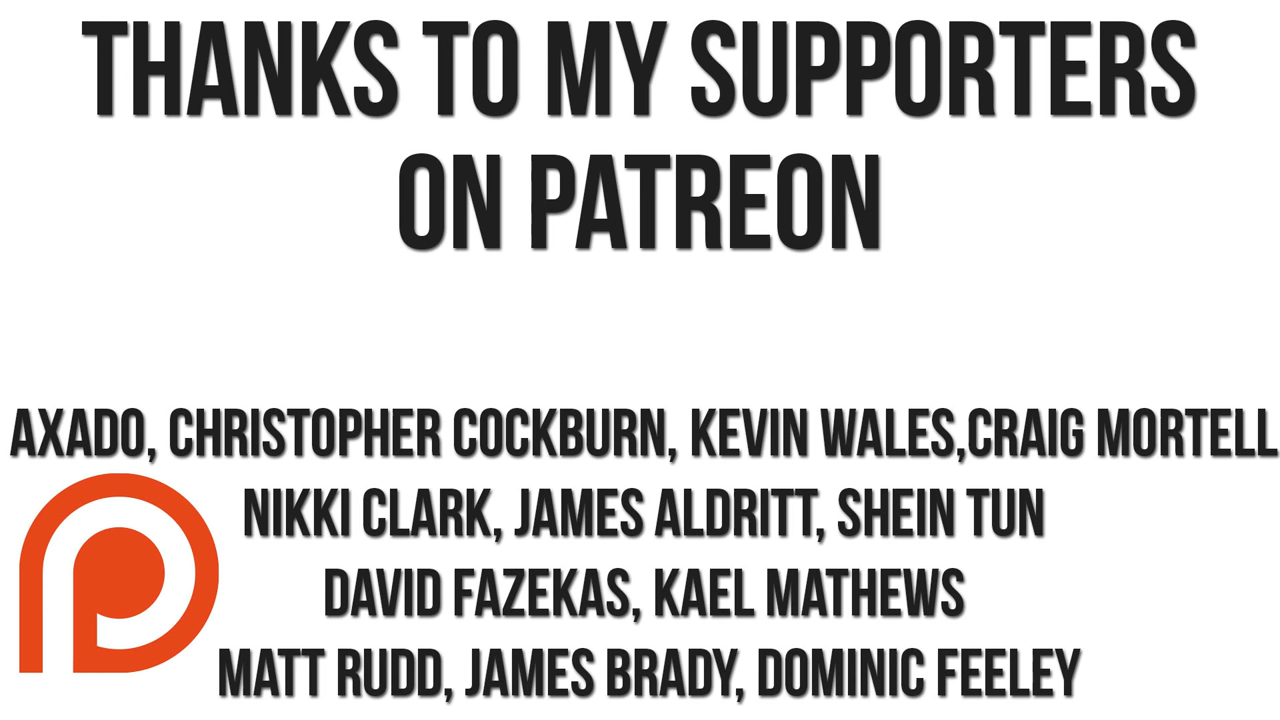 THANKS TO MY SUPPORTERS
ON PATREON
AXADO, CHRISTOPHER COCKBURN, KEVIN WALES,CRAIG MORTELL
NIKKI CLARK, JAMES ALDRITT, SHEIN TUN
DAVID FAZEKAS, KAEL MATHEWS
MATT RUDD, JAMES BRADY, DOMINIC FEELEY